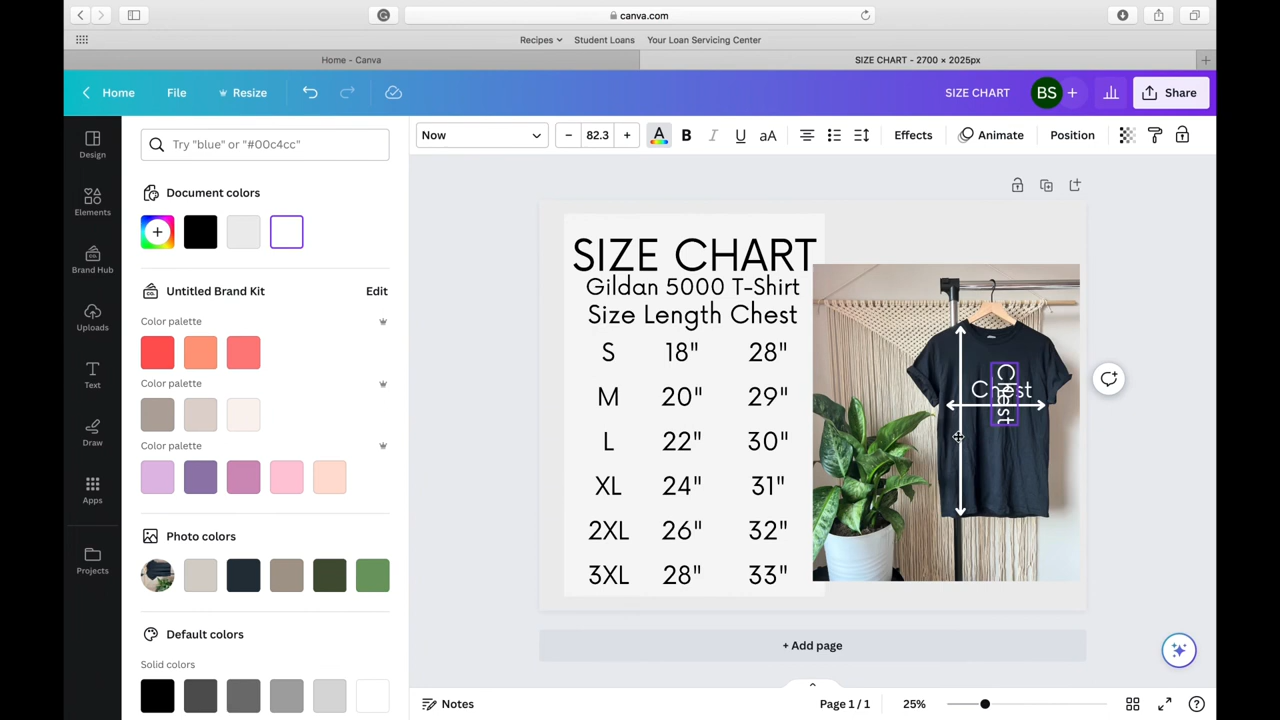 canva.com
Recipes Student Loans Your Loan Servicing Center
Home - Canva
SIZE CHART - 2700 × 2025px
Home File Resize
SIZE CHART BS + Share
Now – 82.3 + A B I U aA Effects Animate Position
Design
Elements
Brand Hub
Uploads
Text
Draw
Apps
Projects
Try "blue" or "#00c4cc"
Document colors
Untitled Brand Kit Edit
Color palette
Color palette
Color palette
Photo colors
Default colors
Solid colors
SIZE CHART
Gildan 5000 T-Shirt
Size Length Chest
S 18" 28"
M 20" 29"
L 22" 30"
XL 24" 31"
2XL 26" 32"
3XL 28" 33"
Chest
Chest
+ Add page
Notes
Page 1 / 1 25%